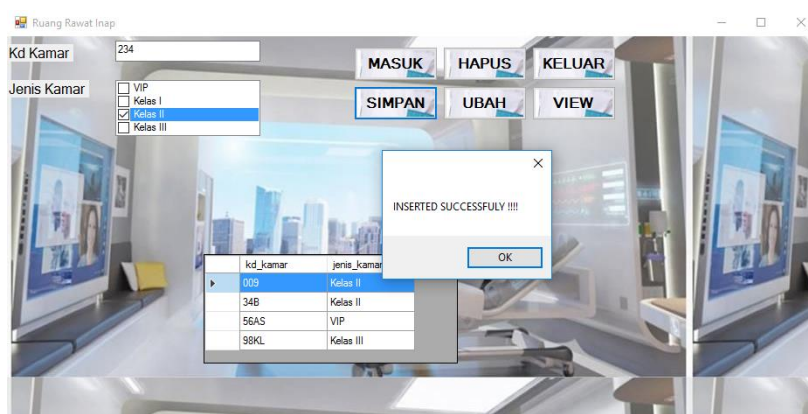 Ruang Rawat Inap
Kd Kamar
234
MASUK
HAPUS
KELUAR
Jenis Kamar
VIP
Kelas I
Kelas II
Kelas III
SIMPAN
UBAH
VIEW
INSERTED SUCCESSFULY !!!!
OK
kd_kamar jenis_kamar
009 Kelas II
34B Kelas II
56AS VIP
98KL Kelas III